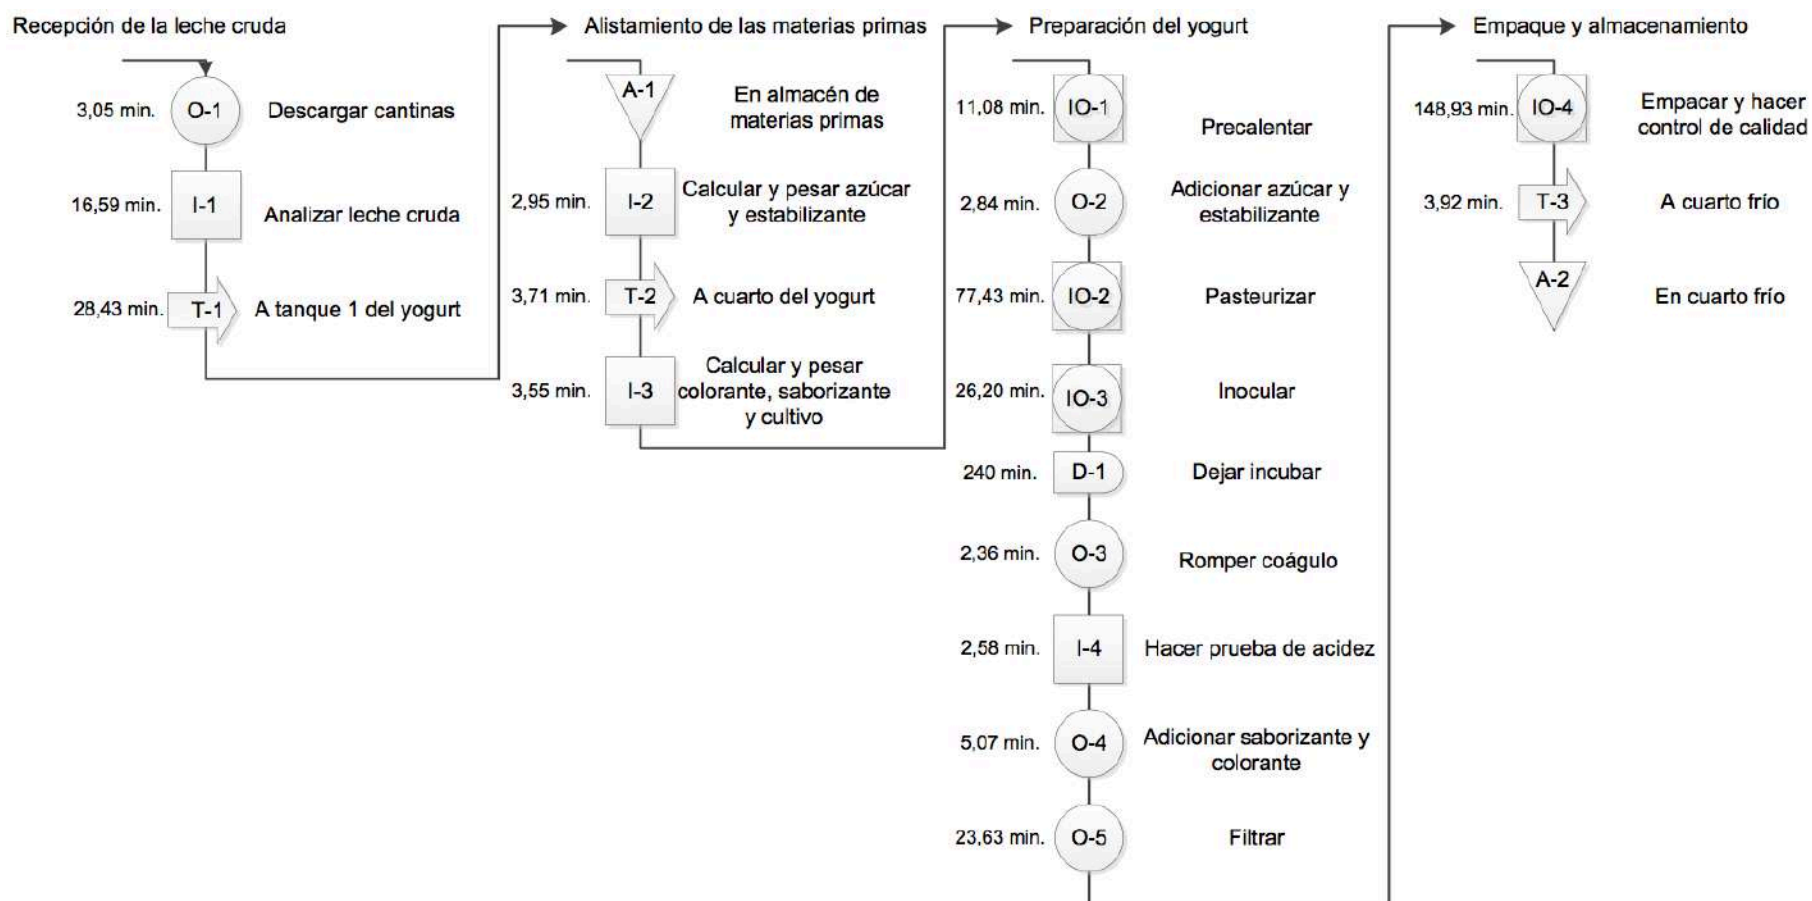 Recepción de la leche cruda
3,05 min.
O-1
Descargar cantinas
16,59 min.
I-1
Analizar leche cruda
28,43 min.
T-1
A tanque 1 del yogurt
Alistamiento de las materias primas
A-1
En almacén de
materias primas
2,95 min.
I-2
Calcular y pesar azúcar
y estabilizante
3,71 min.
T-2
A cuarto del yogurt
3,55 min.
I-3
Calcular y pesar
colorante, saborizante
y cultivo
Preparación del yogurt
11,08 min.
IO-1
Precalentar
2,84 min.
O-2
Adicionar azúcar y
estabilizante
77,43 min.
IO-2
Pasteurizar
26,20 min.
IO-3
Inocular
240 min.
D-1
Dejar incubar
2,36 min.
O-3
Romper coágulo
2,58 min.
I-4
Hacer prueba de acidez
5,07 min.
O-4
Adicionar saborizante y
colorante
23,63 min.
O-5
Filtrar
Empaque y almacenamiento
148,93 min.
IO-4
Empacar y hacer
control de calidad
3,92 min.
T-3
A cuarto frío
A-2
En cuarto frío